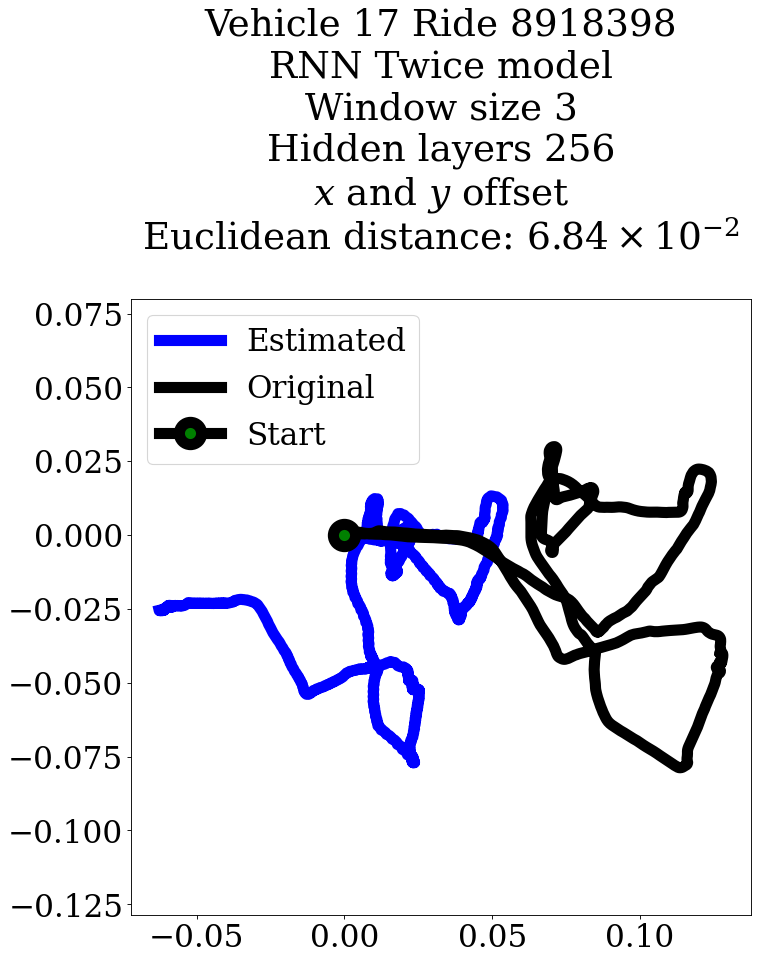 Vehicle 17 Ride 8918398
RNN Twice model
Window size 3
Hidden layers 256
x and y offset
Euclidean distance: 6.84 × 10⁻²
Estimated
Original
Start
0.075
0.050
0.025
0.000
−0.025
−0.050
−0.075
−0.100
−0.125
−0.05 0.00 0.05 0.10